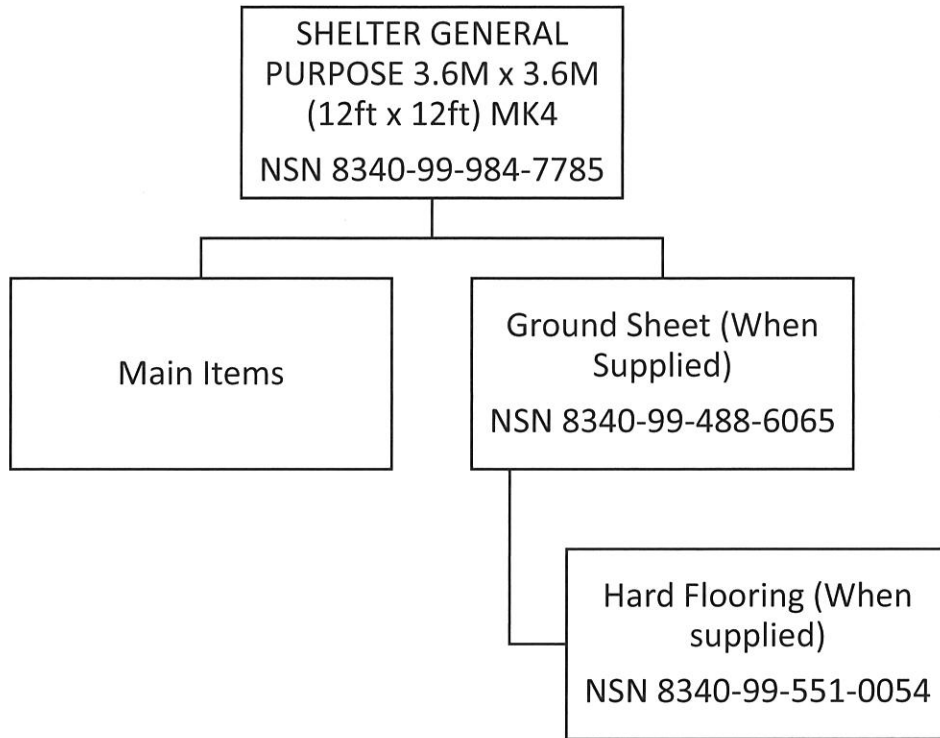 SHELTER GENERAL
PURPOSE 3.6M x 3.6M
(12ft x 12ft) MK4
NSN 8340-99-984-7785
Main Items
Ground Sheet (When
Supplied)
NSN 8340-99-488-6065
Hard Flooring (When
supplied)
NSN 8340-99-551-0054